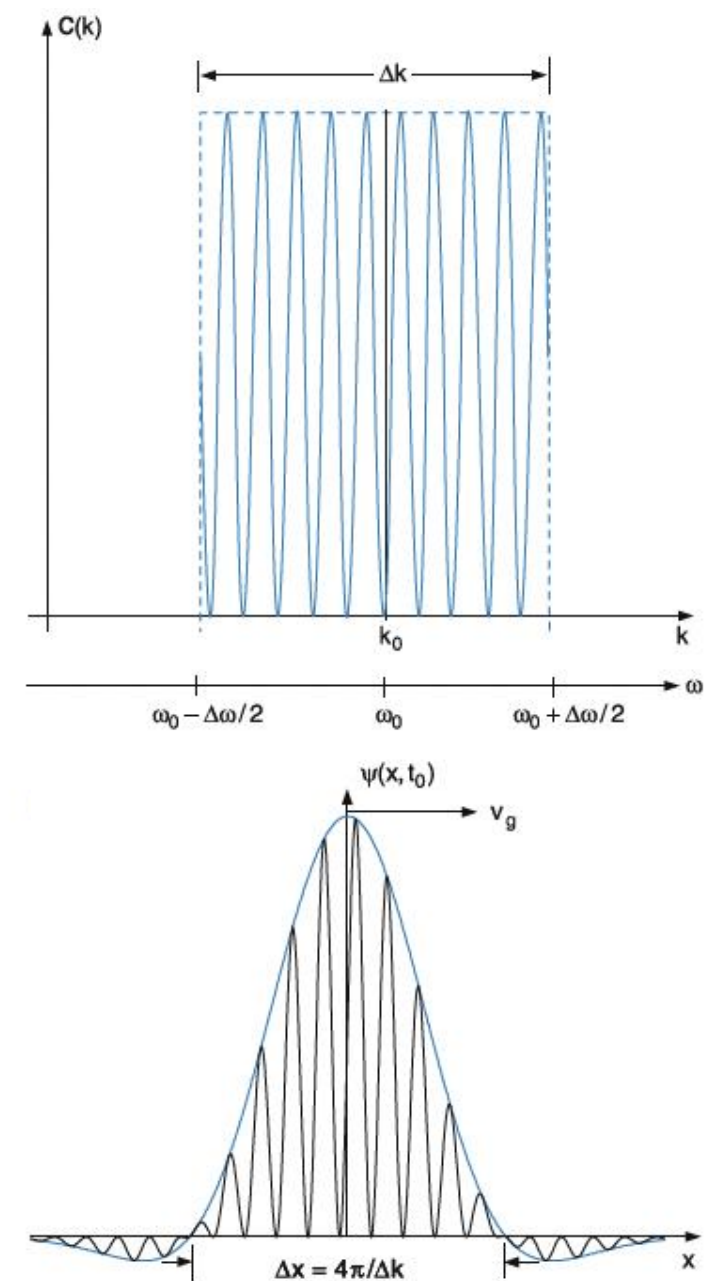 C(k)
Δk
k₀
k
ω
ω₀ − Δω/2
ω₀
ω₀ + Δω/2
ψ(x, t₀)
v_g
x
Δx = 4π/Δk